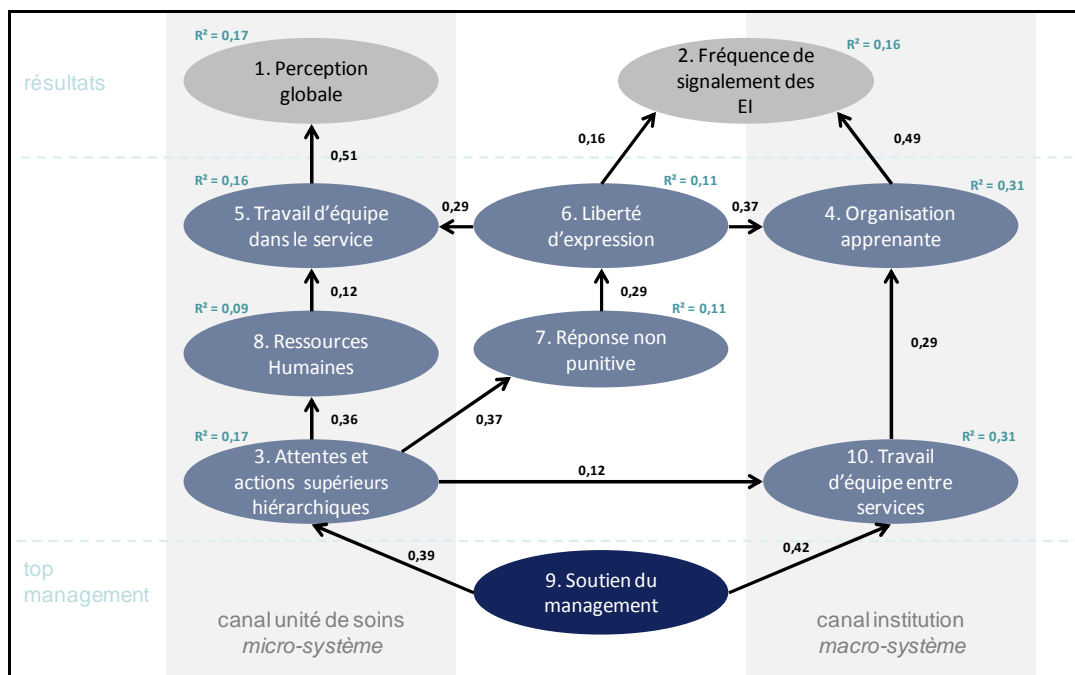 R² = 0,17
1. Perception
globale
2. Fréquence de
signalement des
EI
R² = 0,16
résultats
0,51
0,16
0,49
R² = 0,16
5. Travail d'équipe
dans le service
0,29
R² = 0,11
6. Liberté
d'expression
0,37
R² = 0,31
4. Organisation
apprenante
0,12
0,29
R² = 0,09
8. Ressources
Humaines
R² = 0,11
7. Réponse non
punitive
0,29
0,36
0,37
R² = 0,17
3. Attentes et
actions supérieurs
hiérarchiques
0,12
R² = 0,31
10. Travail
d'équipe entre
services
0,39
0,42
top
management
9. Soutien du
management
canal unité de soins
micro-système
canal institution
macro-système